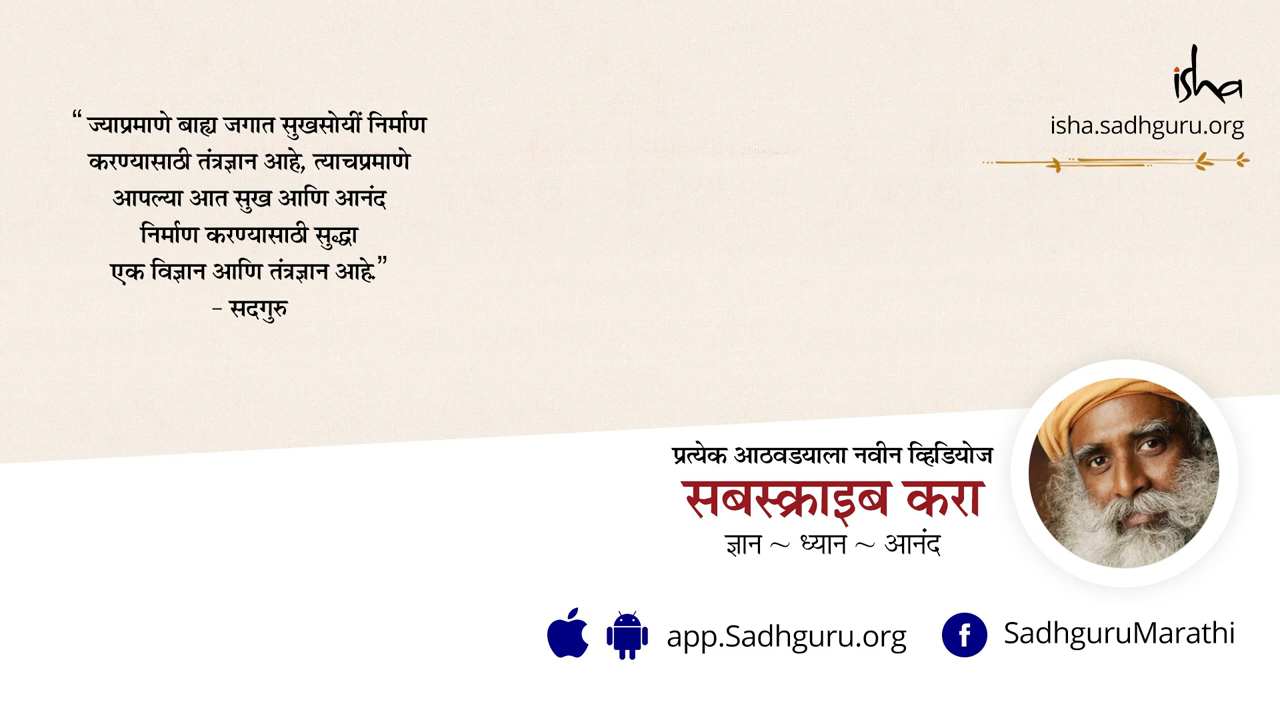 “ ज्याप्रमाणे बाह्य जगात सुखसोयीं निर्माण
करण्यासाठी तंत्रज्ञान आहे, त्याचप्रमाणे
आपल्या आत सुख आणि आनंद
निर्माण करण्यासाठी सुद्धा
एक विज्ञान आणि तंत्रज्ञान आहे.”
- सदगुरु
isha
isha.sadhguru.org
प्रत्येक आठवडयाला नवीन व्हिडियोज
सबस्क्राइब करा
ज्ञान ~ ध्यान ~ आनंद
app.Sadhguru.org
f SadhguruMarathi